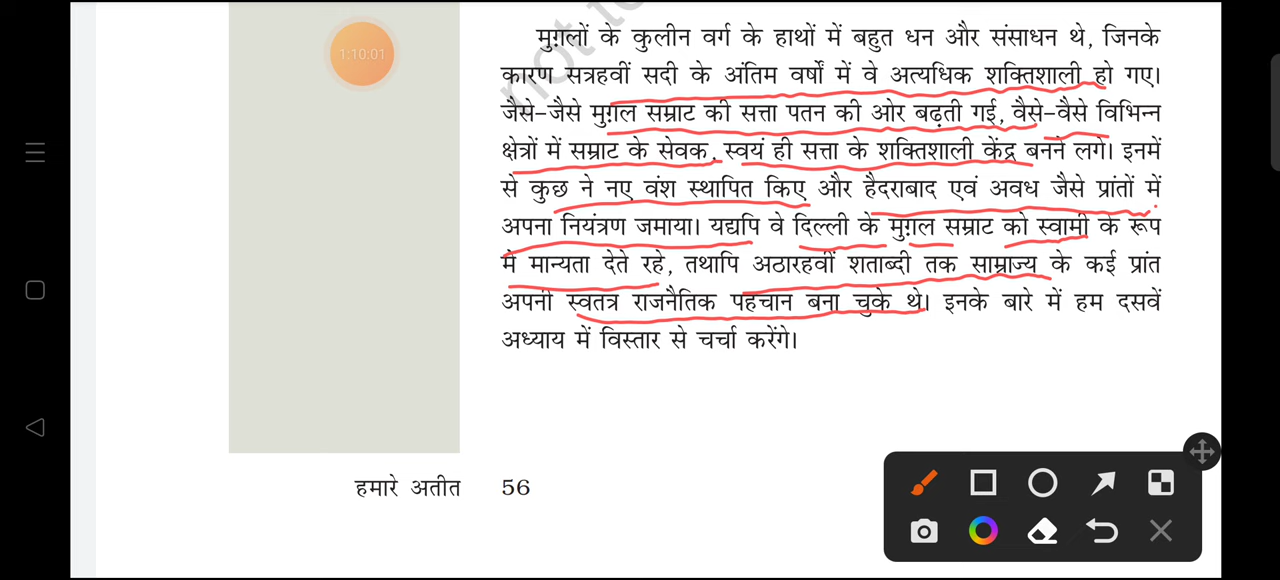 1:10:01
not to
मुग़लों के कुलीन वर्ग के हाथों में बहुत धन और संसाधन थे, जिनके
कारण सत्रहवीं सदी के अंतिम वर्षों में वे अत्यधिक शक्तिशाली हो गए।
जैसे-जैसे मुग़ल सम्राट की सत्ता पतन की ओर बढ़ती गई, वैसे-वैसे विभिन्न
क्षेत्रों में सम्राट के सेवक, स्वयं ही सत्ता के शक्तिशाली केंद्र बनने लगे। इनमें
से कुछ ने नए वंश स्थापित किए और हैदराबाद एवं अवध जैसे प्रांतों में
अपना नियंत्रण जमाया। यद्यपि वे दिल्ली के मुग़ल सम्राट को स्वामी के रूप
में मान्यता देते रहे, तथापि अठारहवीं शताब्दी तक साम्राज्य के कई प्रांत
अपनी स्वतंत्र राजनैतिक पहचान बना चुके थे। इनके बारे में हम दसवें
अध्याय में विस्तार से चर्चा करेंगे।
हमारे अतीत 56